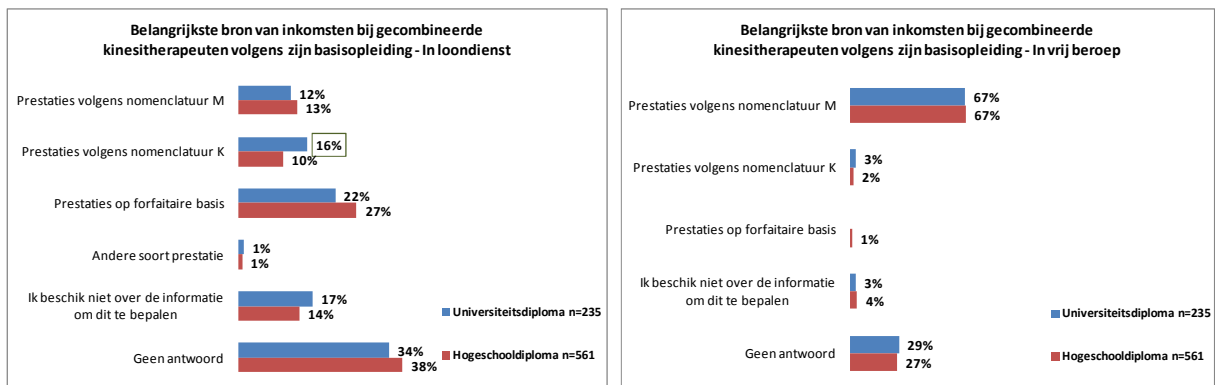 Belangrijkste bron van inkomsten bij gecombineerde
kinesitherapeuten volgens zijn basisopleiding - In loondienst
Prestaties volgens nomenclatuur M
12%
13%
Prestaties volgens nomenclatuur K
16%
10%
Prestaties op forfaitaire basis
22%
27%
Andere soort prestatie
1%
1%
Ik beschik niet over de informatie
om dit te bepalen
17%
14%
Geen antwoord
34%
38%
Universiteitsdiploma n=235
Hogeschooldiploma n=561
Belangrijkste bron van inkomsten bij gecombineerde
kinesitherapeuten volgens zijn basisopleiding - In vrij beroep
Prestaties volgens nomenclatuur M
67%
67%
Prestaties volgens nomenclatuur K
3%
2%
Prestaties op forfaitaire basis
1%
Ik beschik niet over de informatie
om dit te bepalen
3%
4%
Geen antwoord
29%
27%
Universiteitsdiploma n=235
Hogeschooldiploma n=561